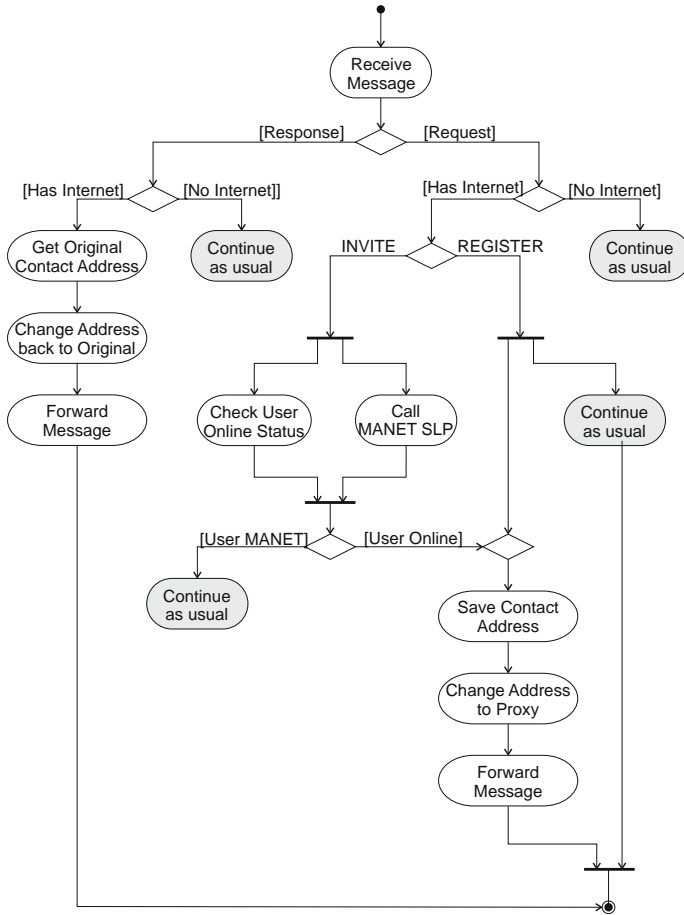 Receive
Message
[Response]
[Request]
[Has Internet]
[No Internet]]
[Has Internet]
[No Internet]
Get Original
Contact Address
Continue
as usual
INVITE
REGISTER
Continue
as usual
Change Address
back to Original
Forward
Message
Check User
Online Status
Call
MANET SLP
Continue
as usual
[User MANET]
[User Online]
Continue
as usual
Save Contact
Address
Change Address
to Proxy
Forward
Message